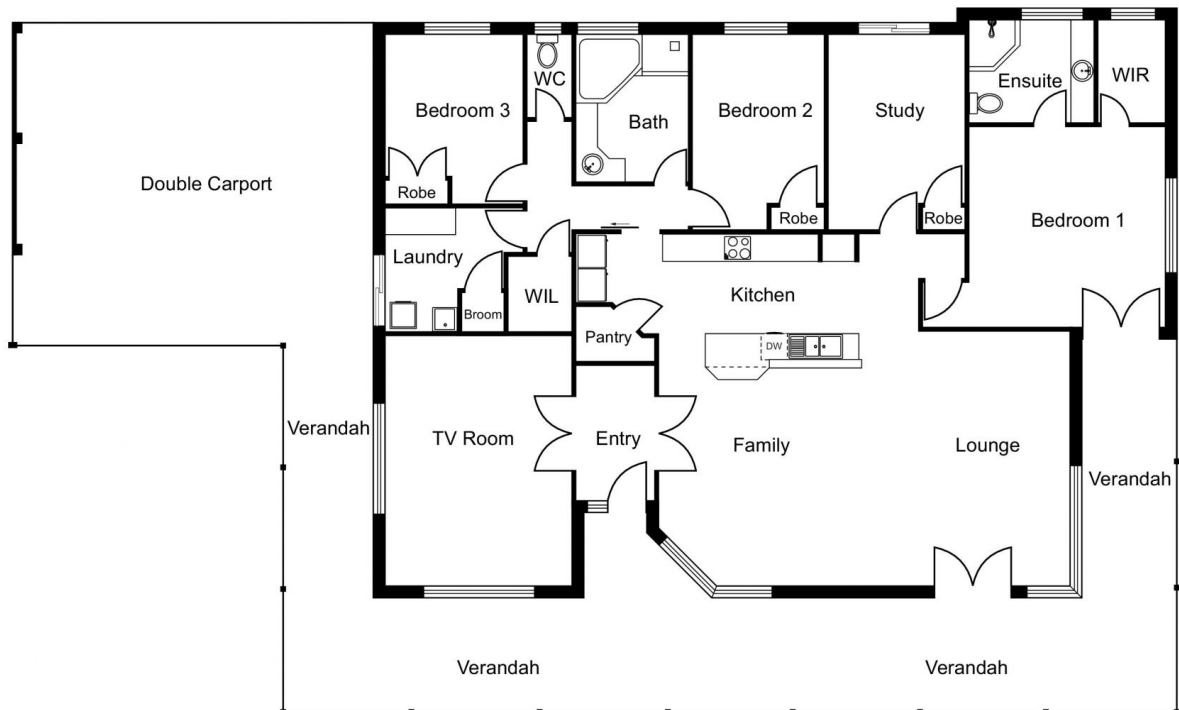 WC
Ensuite
WIR
Bedroom 3
Bath
Bedroom 2
Study
Double Carport
Robe
Robe
Robe
Bedroom 1
Laundry
WIL
Kitchen
Broom
Pantry
DW
Verandah
TV Room
Entry
Family
Lounge
Verandah
Verandah
Verandah